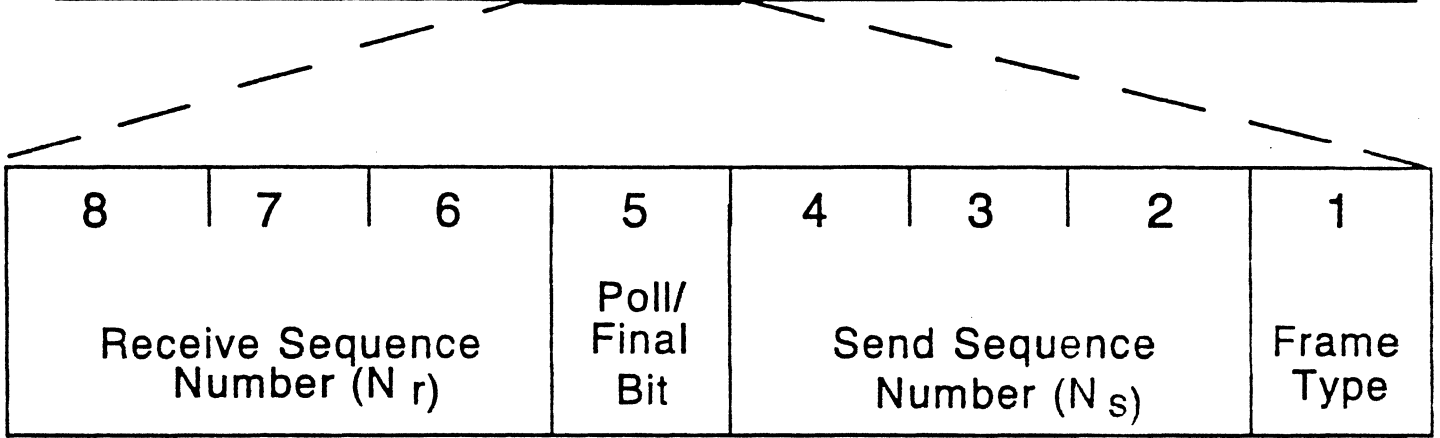 8 7 6 5 4 3 2 1
Receive Sequence
Number (N r)
Poll/
Final
Bit
Send Sequence
Number (N s)
Frame
Type